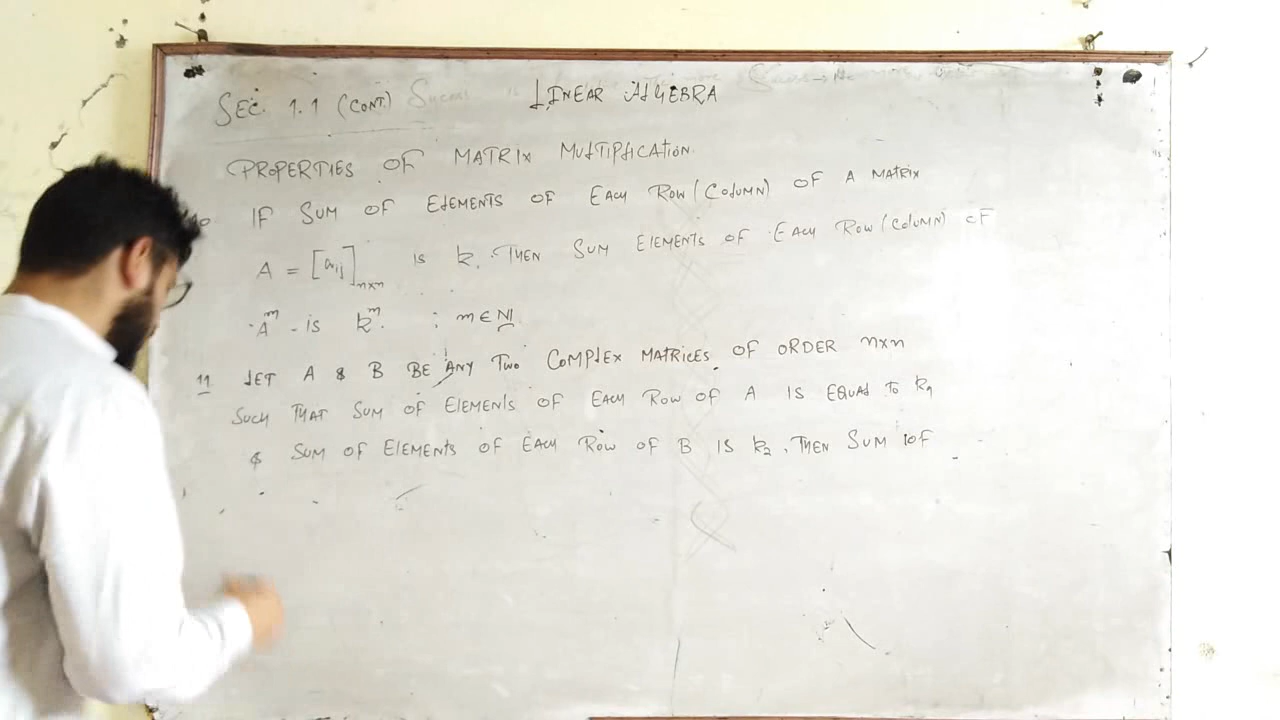 SEC. 1.1 (CONT.) LINEAR ALGEBRA
PROPERTIES OF MATRIX MULTIPLICATION.
IF SUM OF ELEMENTS OF EACH ROW (COLUMN) OF A MATRIX
A = [aij]n×n is k. THEN SUM ELEMENTS OF EACH ROW (COLUMN) OF
A^m is k^m. : m ∈ N
11 LET A & B BE ANY TWO COMPLEX MATRICES OF ORDER n×n
SUCH THAT SUM OF ELEMENTS OF EACH ROW OF A IS EQUAL TO k1
& SUM OF ELEMENTS OF EACH ROW OF B IS k2, THEN SUM OF